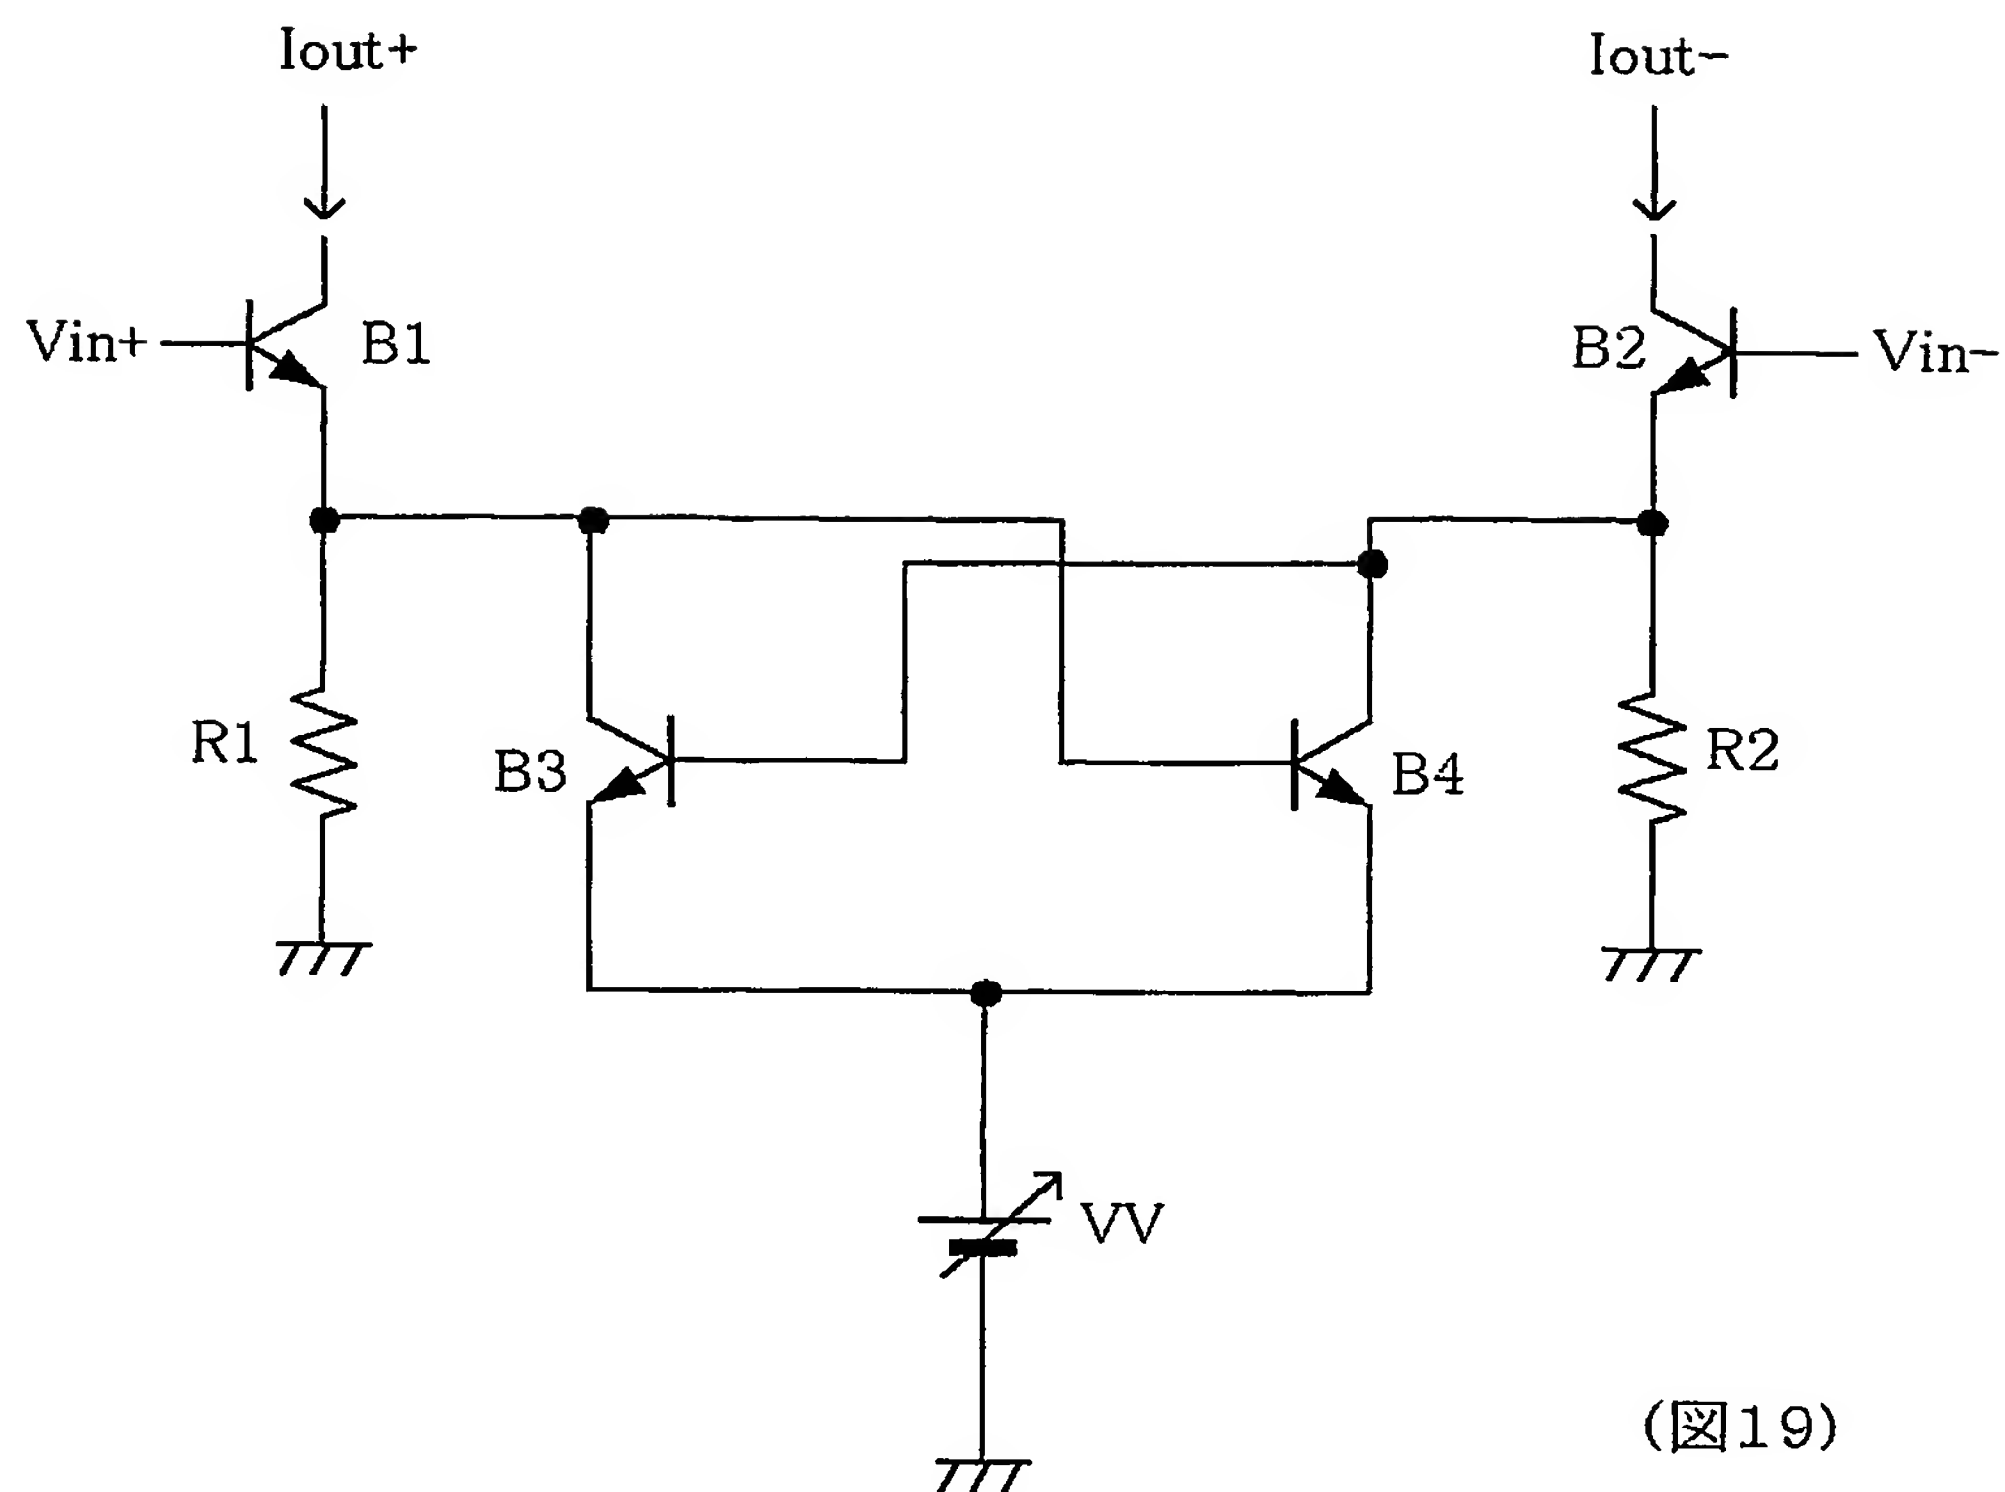 Iout+
Iout-
Vin+
B1
B2
Vin-
R1
B3
B4
R2
VV
(図19)